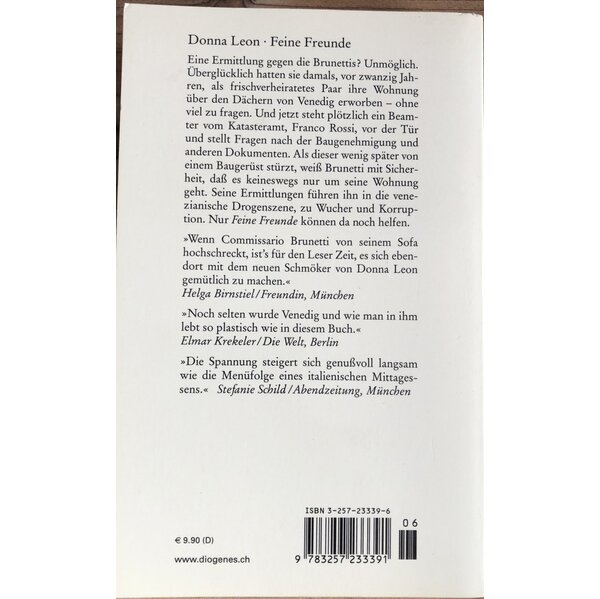 Donna Leon · Feine Freunde
Eine Ermittlung gegen die Brunettis? Unmöglich.
Überglücklich hatten sie damals, vor zwanzig Jah-
ren, als frischverheiratetes Paar ihre Wohnung
über den Dächern von Venedig erworben – ohne
viel zu fragen. Und jetzt steht plötzlich ein Beam-
ter vom Katasteramt, Franco Rossi, vor der Tür
und stellt Fragen nach der Baugenehmigung und
anderen Dokumenten. Als dieser wenig später von
einem Baugerüst stürzt, weiß Brunetti mit Sicher-
heit, daß es keineswegs nur um seine Wohnung
geht. Seine Ermittlungen führen ihn in die vene-
zianische Drogenszene, zu Wucher und Korrup-
tion. Nur Feine Freunde können da noch helfen.
»Wenn Commissario Brunetti von seinem Sofa
hochschreckt, ist's für den Leser Zeit, es sich eben-
dort mit dem neuen Schmöker von Donna Leon
gemütlich zu machen.«
Helga Birnstiel/Freundin, München
»Noch selten wurde Venedig und wie man in ihm
lebt so plastisch wie in diesem Buch.«
Elmar Krekeler/Die Welt, Berlin
»Die Spannung steigert sich genußvoll langsam
wie die Menüfolge eines italienischen Mittages-
sens.« Stefanie Schild/Abendzeitung, München
ISBN 3-257-23339-6
06
€ 9.90 (D)
www.diogenes.ch
9 783257 233391